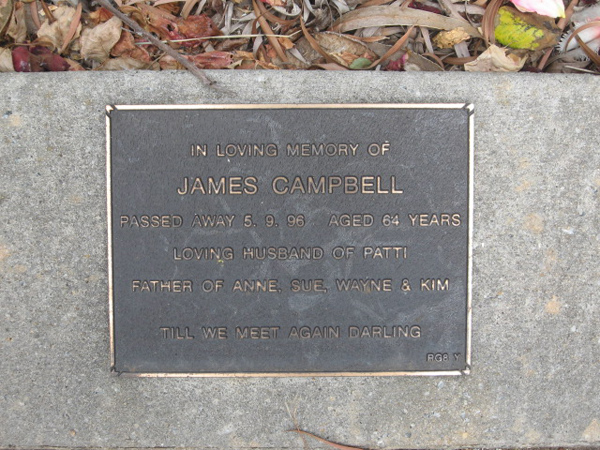 IN LOVING MEMORY OF
JAMES CAMPBELL
PASSED AWAY 5. 9. 96 AGED 64 YEARS
LOVING HUSBAND OF PATTI
FATHER OF ANNE, SUE, WAYNE & KIM
TILL WE MEET AGAIN DARLING
RG8 Y